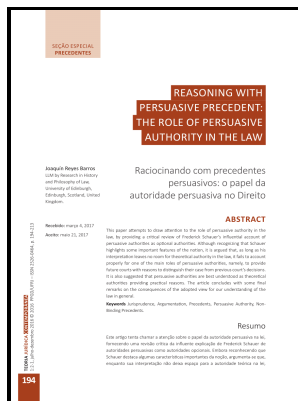 SEÇÃO ESPECIAL
PRECEDENTES
REASONING WITH
PERSUASIVE PRECEDENT:
THE ROLE OF PERSUASIVE
AUTHORITY IN THE LAW
Joaquín Reyes Barros
LLM by Research in History
and Philosophy of Law,
University of Edinburgh,
Edinburgh, Scotland, United
Kingdom.
Raciocinando com precedentes
persuasivos: o papel da
autoridade persuasiva no Direito
Recebido: março 4, 2017
Aceito: maio 21, 2017
ABSTRACT
This paper attempts to draw attention to the role of persuasive authority in the
law, by providing a critical review of Frederick Schauer's influential account of
persuasive authorities as optional authorities. Although recognizing that Schauer
highlights some important features of the notion, it is argued that, as long as his
interpretation leaves no room for theoretical authority in the law, it fails to account
properly for one of the main roles of persuasive authorities, namely to provide
future courts with reasons to distinguish their case from previous court's decisions.
It is also suggested that persuasive authorities are best understood as theoretical
authorities providing practical reasons. The article concludes with some final
remarks on the consequences of the adopted view for our understanding of the
law in general.
Keywords: Jurisprudence, Argumentation, Precedents, Persuasive Authority, Non-
Binding Precedents.
Resumo
Este artigo tenta chamar a atenção sobre o papel da autoridade persuasiva na lei,
fornecendo uma revisão crítica da influente explicação de Frederick Schauer de
autoridades persuasivas como autoridades opcionais. Embora reconhecendo que
Schauer destaca algumas características importantes da noção, argumenta-se que,
enquanto sua interpretação não deixa espaço para a autoridade teórica na lei,
TEORIA JURÍDICA CONTEMPORÂNEA
194